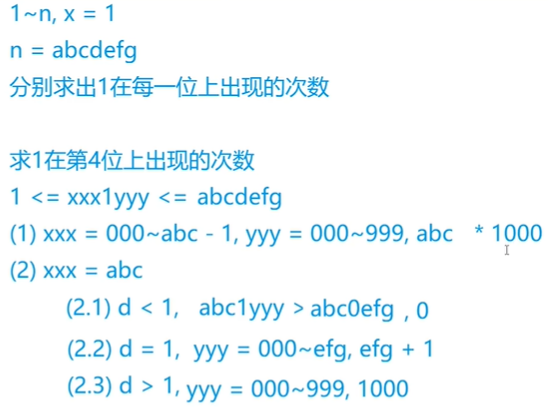 1~n, x = 1
n = abcdefg
分别求出1在每一位上出现的次数
求1在第4位上出现的次数
1 <= xxx1yyy <= abcdefg
(1) xxx = 000~abc - 1, yyy = 000~999, abc * 1000
(2) xxx = abc
(2.1) d < 1, abc1yyy > abc0efg , 0
(2.2) d = 1, yyy = 000~efg, efg + 1
(2.3) d > 1, yyy = 000~999, 1000